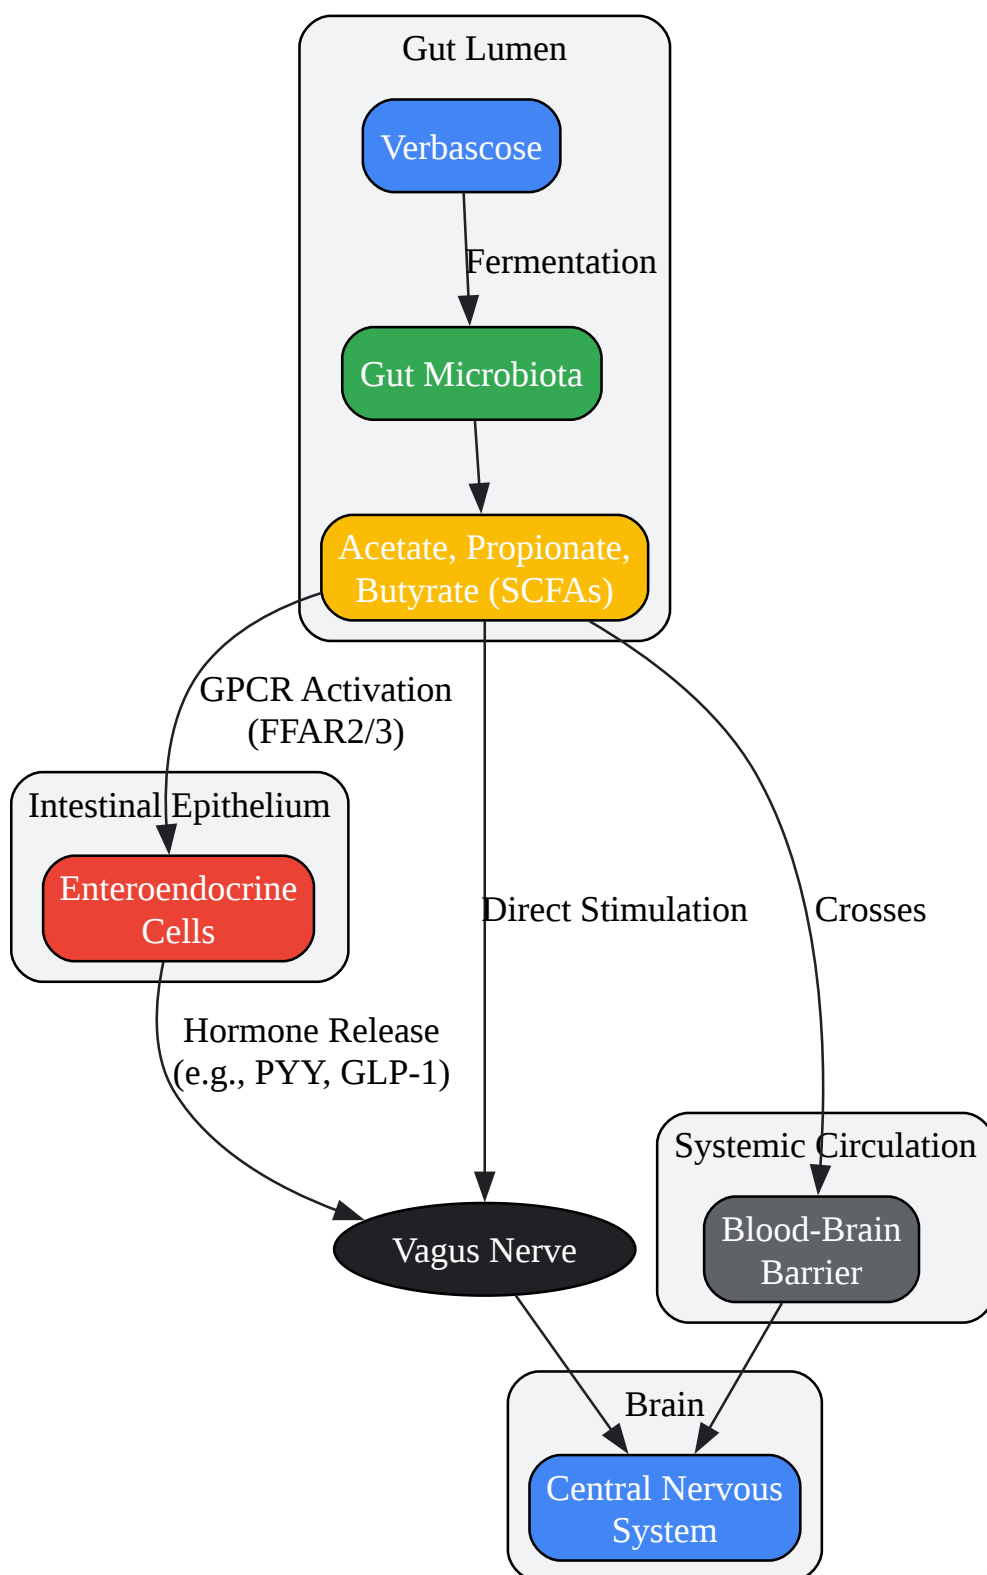 Gut Lumen
Verbascose
Fermentation
Gut Microbiota
Acetate, Propionate,
Butyrate (SCFAs)
GPCR Activation
(FFAR2/3)
Intestinal Epithelium
Enteroendocrine
Cells
Direct Stimulation
Crosses
Hormone Release
(e.g., PYY, GLP-1)
Systemic Circulation
Vagus Nerve
Blood-Brain
Barrier
Brain
Central Nervous
System